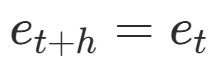 e_{t+h} = e_t